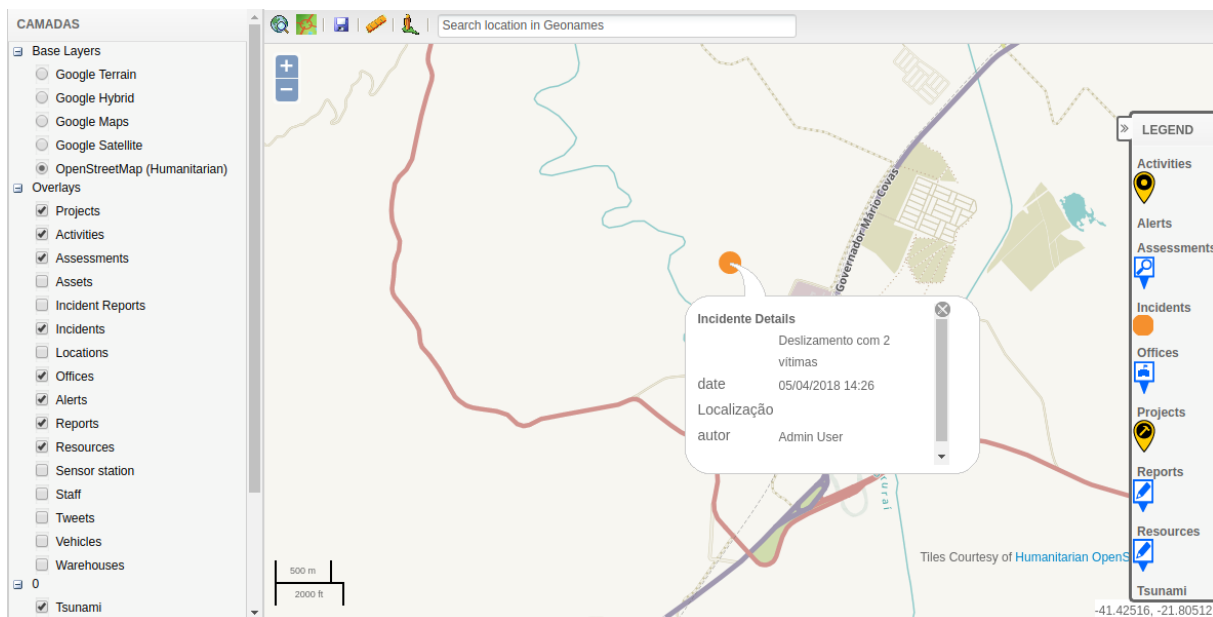 CAMADAS
Base Layers
Google Terrain
Google Hybrid
Google Maps
Google Satellite
OpenStreetMap (Humanitarian)
Overlays
Projects
Activities
Assessments
Assets
Incident Reports
Incidents
Locations
Offices
Alerts
Reports
Resources
Sensor station
Staff
Tweets
Vehicles
Warehouses
0
Tsunami
Search location in Geonames
+
−
Governador Mário Covas
Incidente Details
Deslizamento com 2
vítimas
date 05/04/2018 14:26
Localização
autor Admin User
urai
500 m
2000 ft
Tiles Courtesy of Humanitarian OpenS
-41.42516, -21.80512
» LEGEND
Activities
Alerts
Assessments
Incidents
Offices
Projects
Reports
Resources
Tsunami